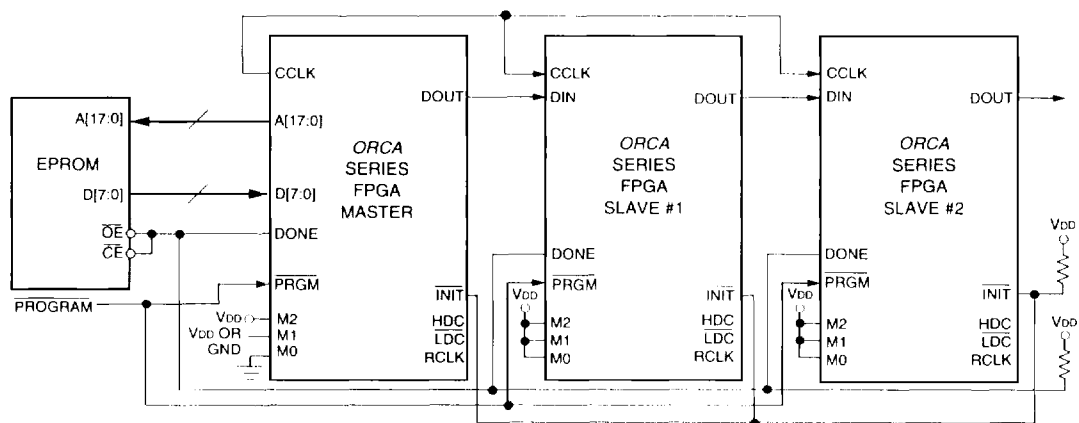 CCLK
DOUT
A[17:0]
ORCA
SERIES
FPGA
MASTER
D[7:0]
DONE
PRGM
INIT
M2
M1
M0
HDC
LDC
RCLK
VDD
VDD OR
GND
A[17:0]
EPROM
D[7:0]
OE
CE
PROGRAM
CCLK
DIN
DOUT
ORCA
SERIES
FPGA
SLAVE #1
DONE
PRGM
INIT
VDD
M2
M1
M0
HDC
LDC
RCLK
CCLK
DIN
DOUT
ORCA
SERIES
FPGA
SLAVE #2
DONE
PRGM
INIT
VDD
M2
M1
M0
HDC
LDC
RCLK
VDD
VDD